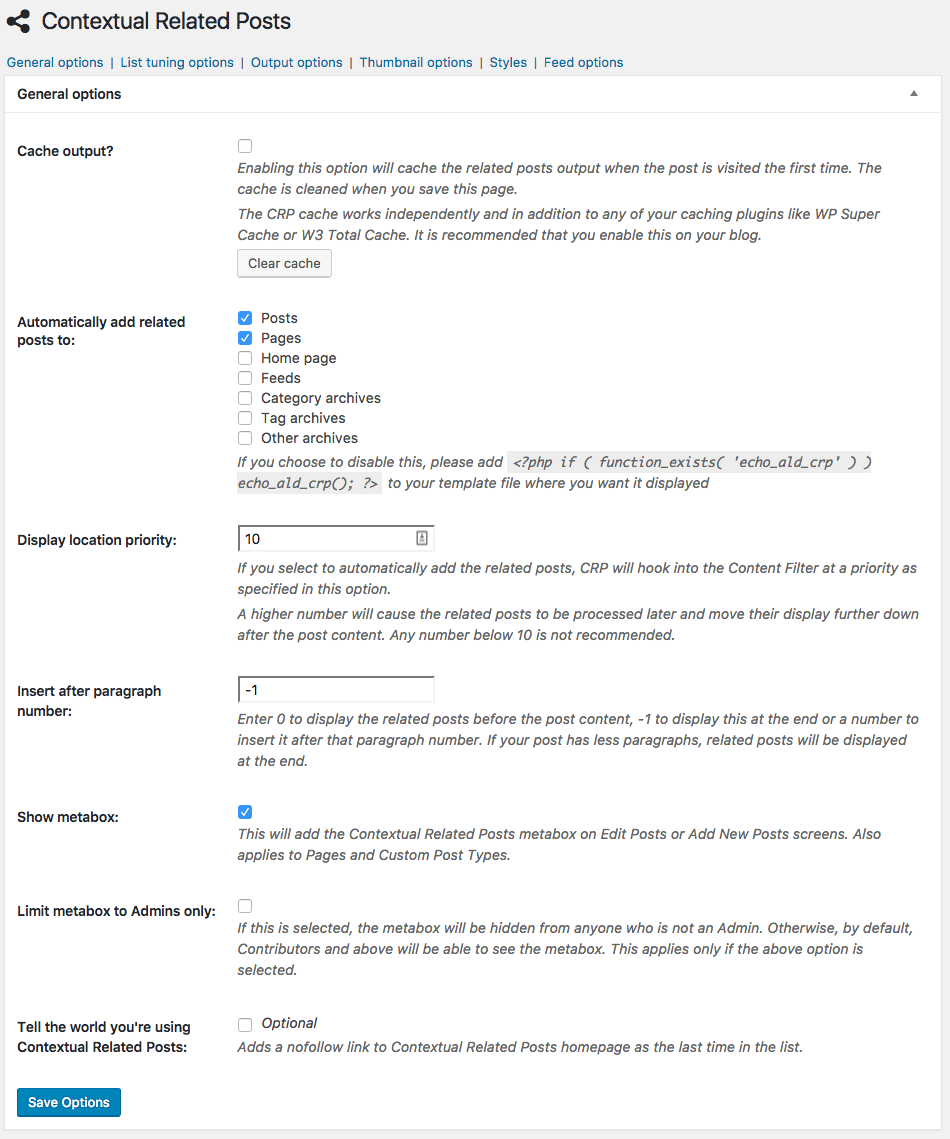 Contextual Related Posts
General options | List tuning options | Output options | Thumbnail options | Styles | Feed options
General options
Cache output?
Enabling this option will cache the related posts output when the post is visited the first time. The
cache is cleaned when you save this page.
The CRP cache works independently and in addition to any of your caching plugins like WP Super
Cache or W3 Total Cache. It is recommended that you enable this on your blog.
Clear cache
Automatically add related
posts to:
Posts
Pages
Home page
Feeds
Category archives
Tag archives
Other archives
If you choose to disable this, please add <?php if ( function_exists( 'echo_ald_crp' ) )
echo_ald_crp(); ?> to your template file where you want it displayed
Display location priority:
10
If you select to automatically add the related posts, CRP will hook into the Content Filter at a priority as
specified in this option.
A higher number will cause the related posts to be processed later and move their display further down
after the post content. Any number below 10 is not recommended.
Insert after paragraph
number:
-1
Enter 0 to display the related posts before the post content, -1 to display this at the end or a number to
insert it after that paragraph number. If your post has less paragraphs, related posts will be displayed
at the end.
Show metabox:
This will add the Contextual Related Posts metabox on Edit Posts or Add New Posts screens. Also
applies to Pages and Custom Post Types.
Limit metabox to Admins only:
If this is selected, the metabox will be hidden from anyone who is not an Admin. Otherwise, by default,
Contributors and above will be able to see the metabox. This applies only if the above option is
selected.
Tell the world you're using
Contextual Related Posts:
Optional
Adds a nofollow link to Contextual Related Posts homepage as the last time in the list.
Save Options